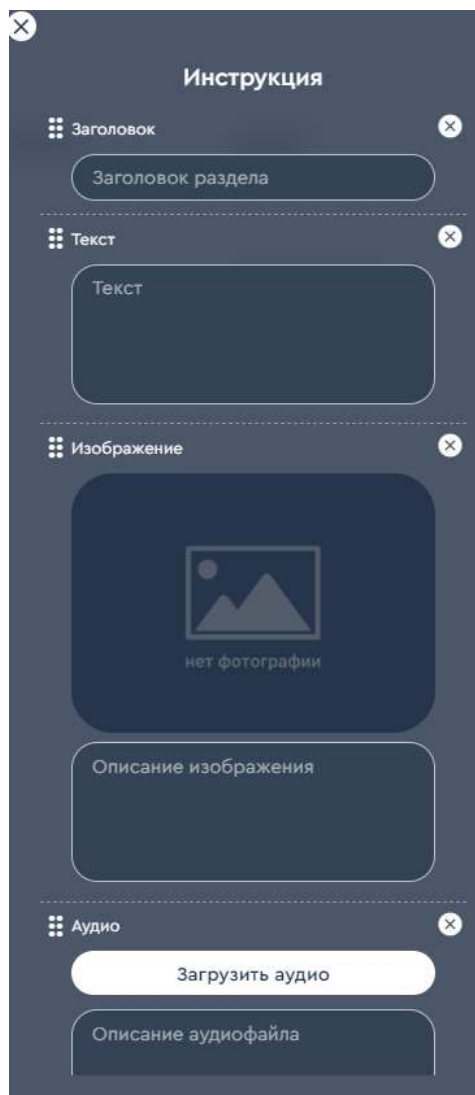 Инструкция
Заголовок
Заголовок раздела
Текст
Текст
Изображение
нет фотографии
Описание изображения
Аудио
Загрузить аудио
Описание аудиофайла